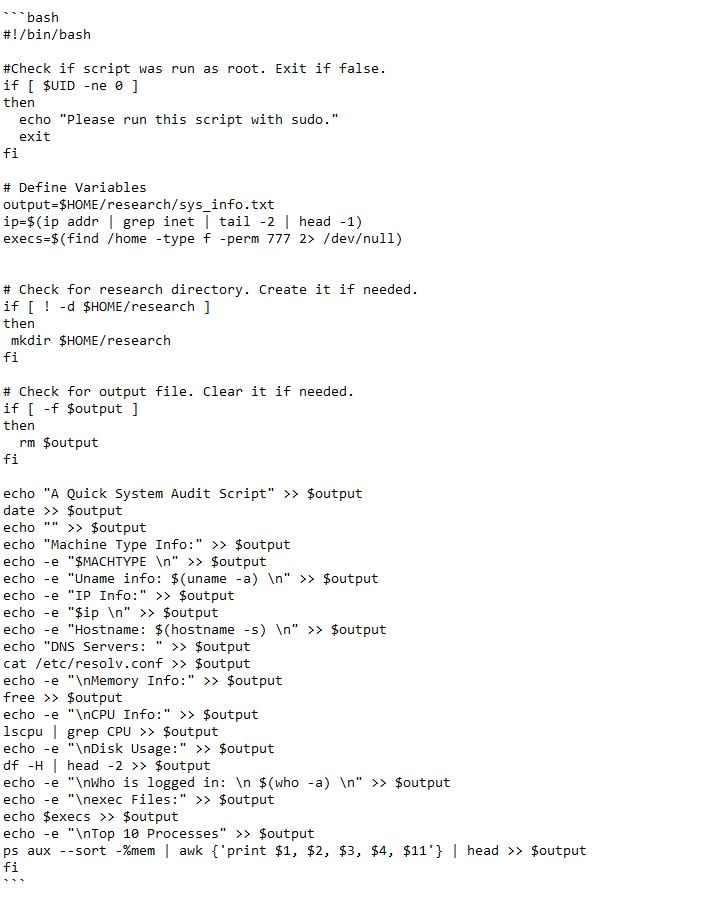 ```bash
#!/bin/bash

#Check if script was run as root. Exit if false.
if [ $UID -ne 0 ]
then
  echo "Please run this script with sudo."
  exit
fi

# Define Variables
output=$HOME/research/sys_info.txt
ip=$(ip addr | grep inet | tail -2 | head -1)
execs=$(find /home -type f -perm 777 2> /dev/null)


# Check for research directory. Create it if needed.
if [ ! -d $HOME/research ]
then
 mkdir $HOME/research
fi

# Check for output file. Clear it if needed.
if [ -f $output ]
then
  rm $output
fi

echo "A Quick System Audit Script" >> $output
date >> $output
echo "" >> $output
echo "Machine Type Info:" >> $output
echo -e "$MACHTYPE \n" >> $output
echo -e "Uname info: $(uname -a) \n" >> $output
echo -e "IP Info:" >> $output
echo -e "$ip \n" >> $output
echo -e "Hostname: $(hostname -s) \n" >> $output
echo "DNS Servers: " >> $output
cat /etc/resolv.conf >> $output
echo -e "\nMemory Info:" >> $output
free >> $output
echo -e "\nCPU Info:" >> $output
lscpu | grep CPU >> $output
echo -e "\nDisk Usage:" >> $output
df -H | head -2 >> $output
echo -e "\nWho is logged in: \n $(who -a) \n" >> $output
echo -e "\nexec Files:" >> $output
echo $execs >> $output
echo -e "\nTop 10 Processes" >> $output
ps aux --sort -%mem | awk {'print $1, $2, $3, $4, $11'} | head >> $output
fi
```